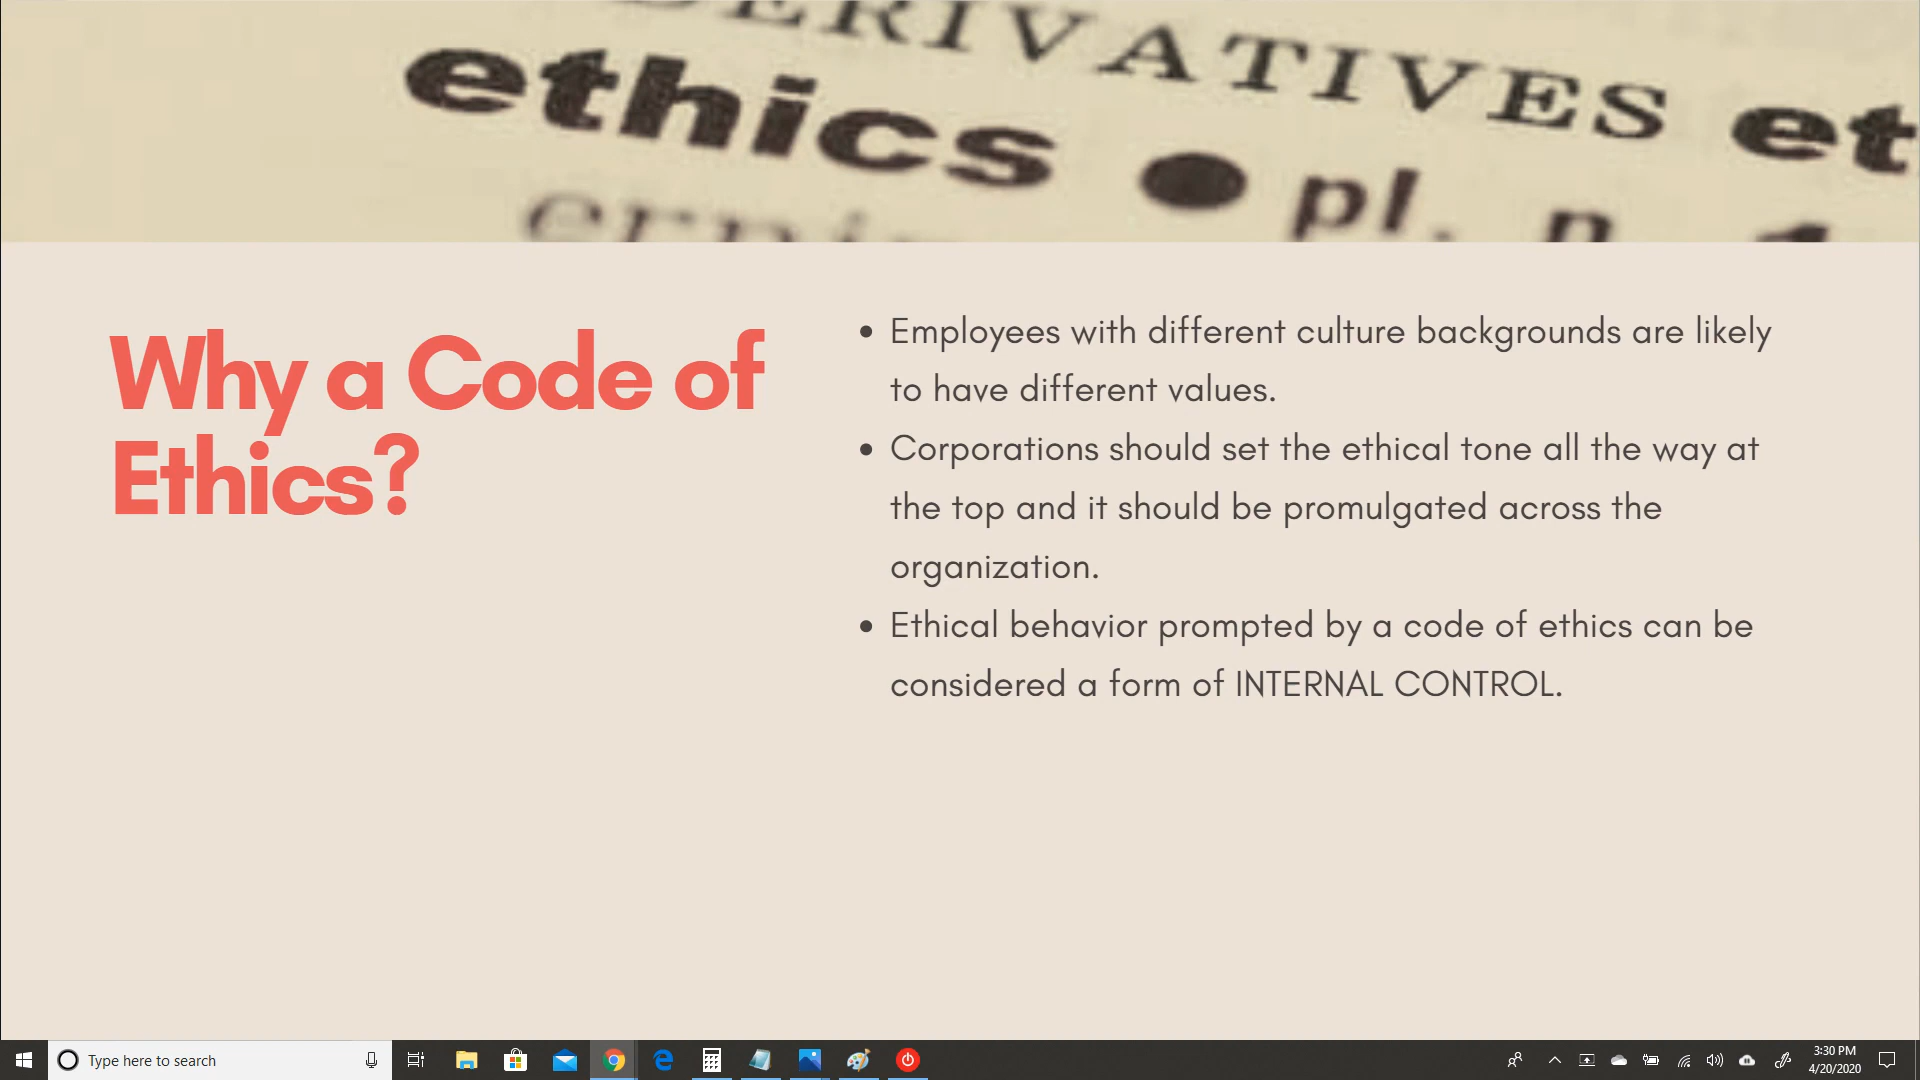 DERIVATIVES
ethics ● pl. n.
Why a Code of
Ethics?
• Employees with different culture backgrounds are likely
to have different values.
• Corporations should set the ethical tone all the way at
the top and it should be promulgated across the
organization.
• Ethical behavior prompted by a code of ethics can be
considered a form of INTERNAL CONTROL.
Type here to search
3:30 PM
4/20/2020